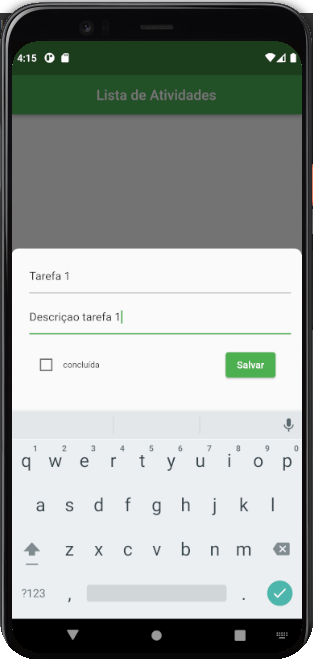 4:15
Lista de Atividades
Tarefa 1
Descriçao tarefa 1
concluída
Salvar
1 2 3 4 5 6 7 8 9 0
q w e r t y u i o p
a s d f g h j k l
z x c v b n m
?123 , .